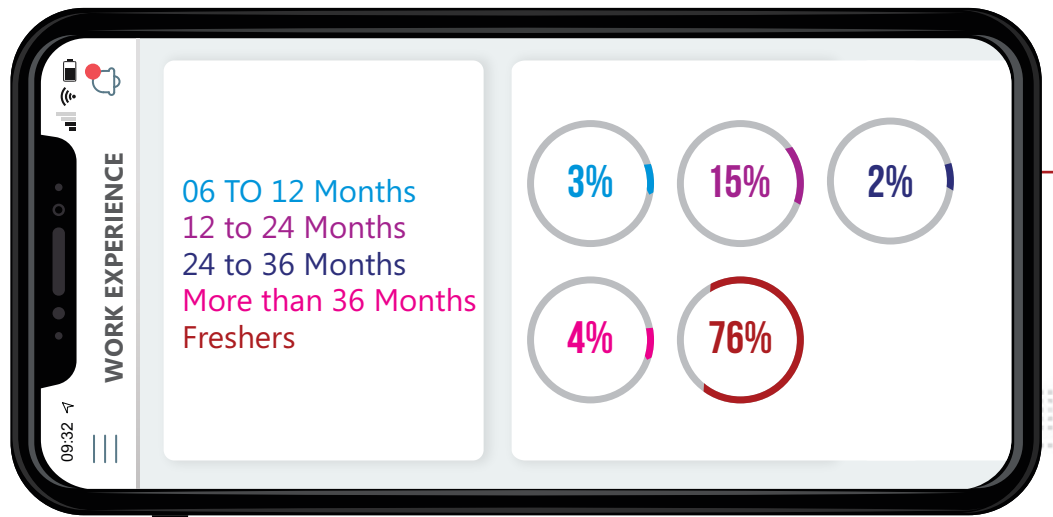 09:32
WORK EXPERIENCE
06 TO 12 Months
12 to 24 Months
24 to 36 Months
More than 36 Months
Freshers
3% 15% 2%
4% 76%